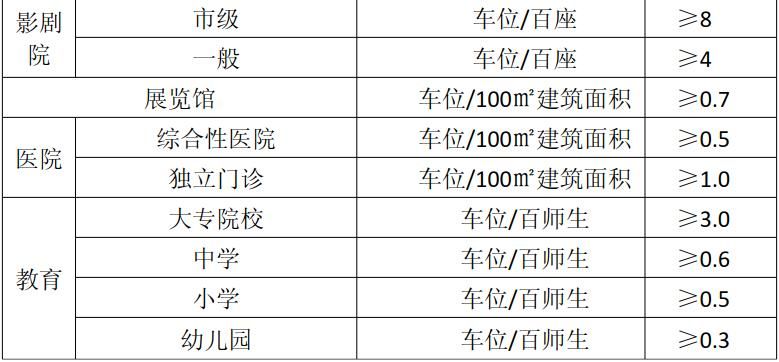 影剧院 市级 车位/百座 ≥8
一般 车位/百座 ≥4
展览馆 车位/100㎡建筑面积 ≥0.7
医院 综合性医院 车位/100㎡建筑面积 ≥0.5
独立门诊 车位/100㎡建筑面积 ≥1.0
教育 大专院校 车位/百师生 ≥3.0
中学 车位/百师生 ≥0.6
小学 车位/百师生 ≥0.5
幼儿园 车位/百师生 ≥0.3